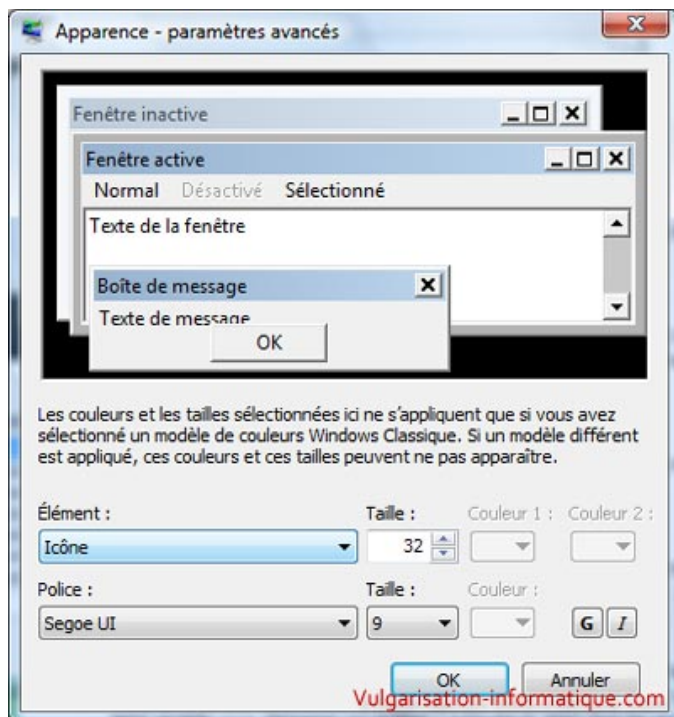 Apparence - paramètres avancés
Fenêtre inactive
Fenêtre active
Normal Désactivé Sélectionné
Texte de la fenêtre
Boîte de message
Texte de message
OK
Les couleurs et les tailles sélectionnées ici ne s'appliquent que si vous avez
sélectionné un modèle de couleurs Windows Classique. Si un modèle différent
est appliqué, ces couleurs et ces tailles peuvent ne pas apparaître.
Élément : Taille : Couleur 1 : Couleur 2 :
Icône 32
Police : Taille : Couleur :
Segoe UI 9 G I
OK Annuler
Vulgarisation-informatique.com